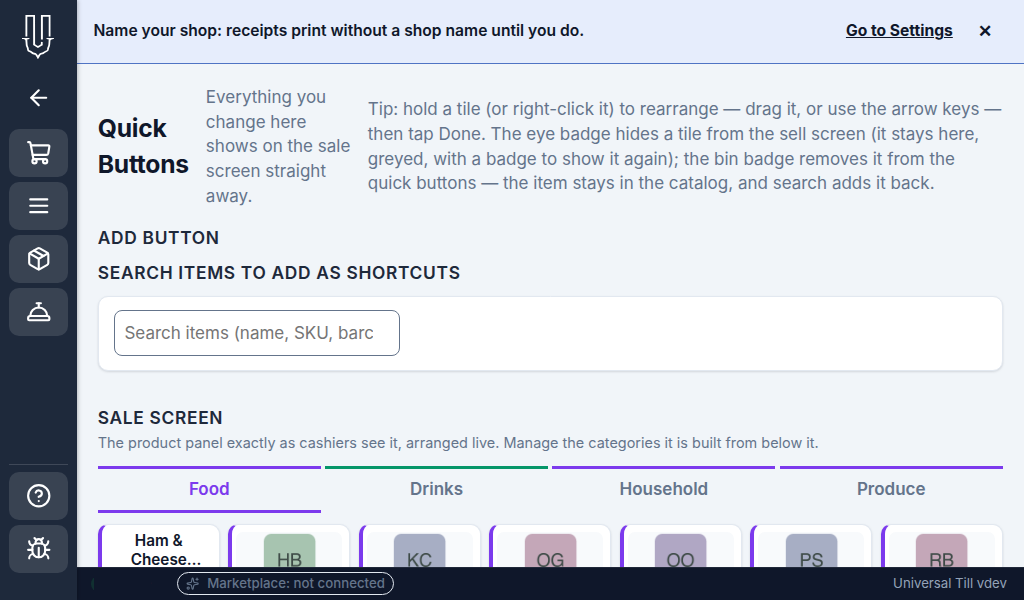 Name your shop: receipts print without a shop name until you do.
Go to Settings
Quick
Buttons
Everything you
change here
shows on the sale
screen straight
away.
Tip: hold a tile (or right-click it) to rearrange — drag it, or use the arrow keys —
then tap Done. The eye badge hides a tile from the sell screen (it stays here,
greyed, with a badge to show it again); the bin badge removes it from the
quick buttons — the item stays in the catalog, and search adds it back.
ADD BUTTON
SEARCH ITEMS TO ADD AS SHORTCUTS
Search items (name, SKU, barc
SALE SCREEN
The product panel exactly as cashiers see it, arranged live. Manage the categories it is built from below it.
Food
Drinks
Household
Produce
Ham &
Cheese...
HB
KC
OG
OO
PS
RB
Marketplace: not connected
Universal Till vdev